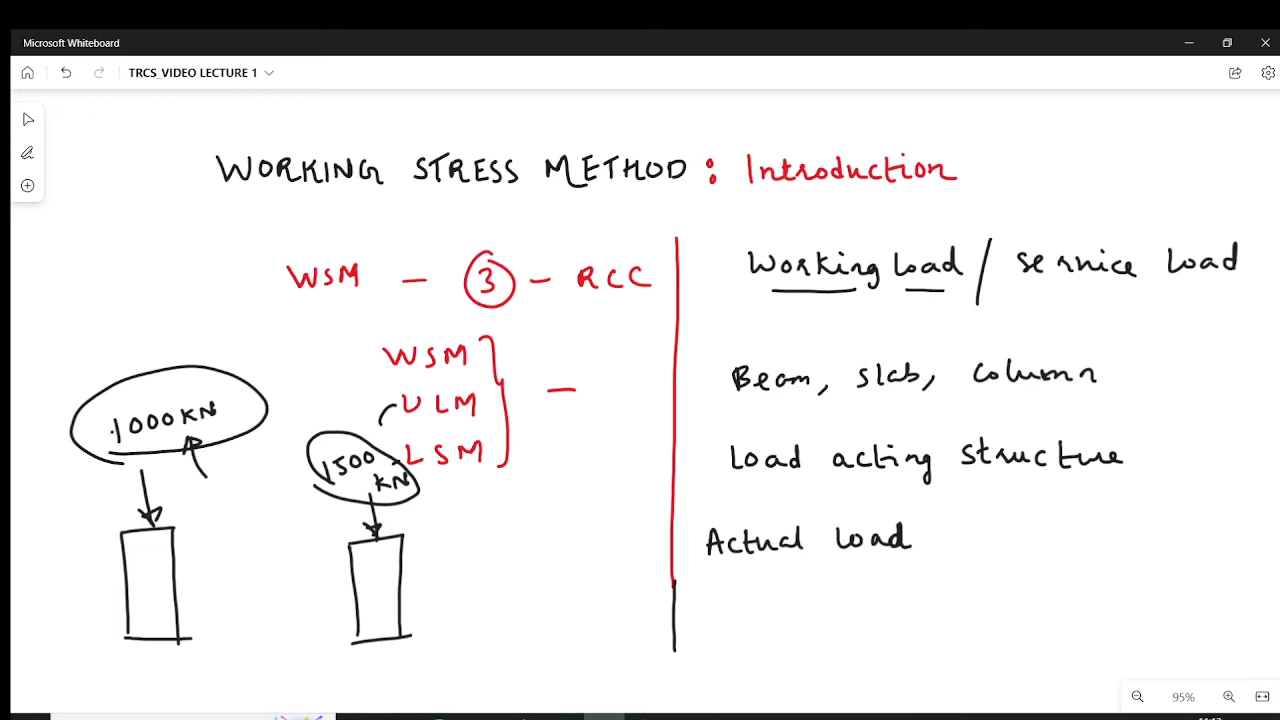 Microsoft Whiteboard
TRCS_VIDEO LECTURE 1
WORKING STRESS METHOD : Introduction
WSM - 3 - RCC
WSM
ULM
LSM
1000 KN
1500
KN
Working Load / service Load
Beam, slab, column
Load acting structure
Actual load
95%